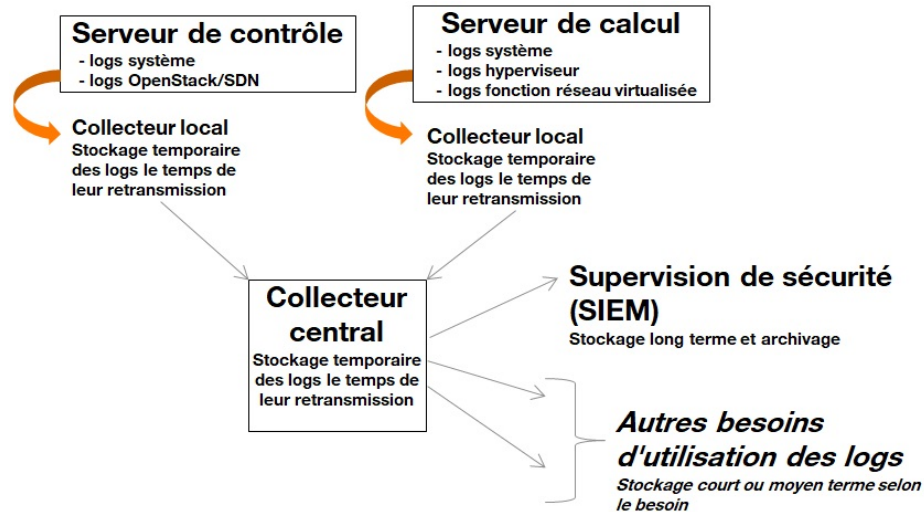 Serveur de contrôle
- logs système
- logs OpenStack/SDN
Serveur de calcul
- logs système
- logs hyperviseur
- logs fonction réseau virtualisée
Collecteur local
Stockage temporaire
des logs le temps de
leur retransmission
Collecteur local
Stockage temporaire
des logs le temps de
leur retransmission
Collecteur
central
Stockage temporaire
des logs le temps de
leur retransmission
Supervision de sécurité
(SIEM)
Stockage long terme et archivage
Autres besoins
d'utilisation des logs
Stockage court ou moyen terme selon
le besoin